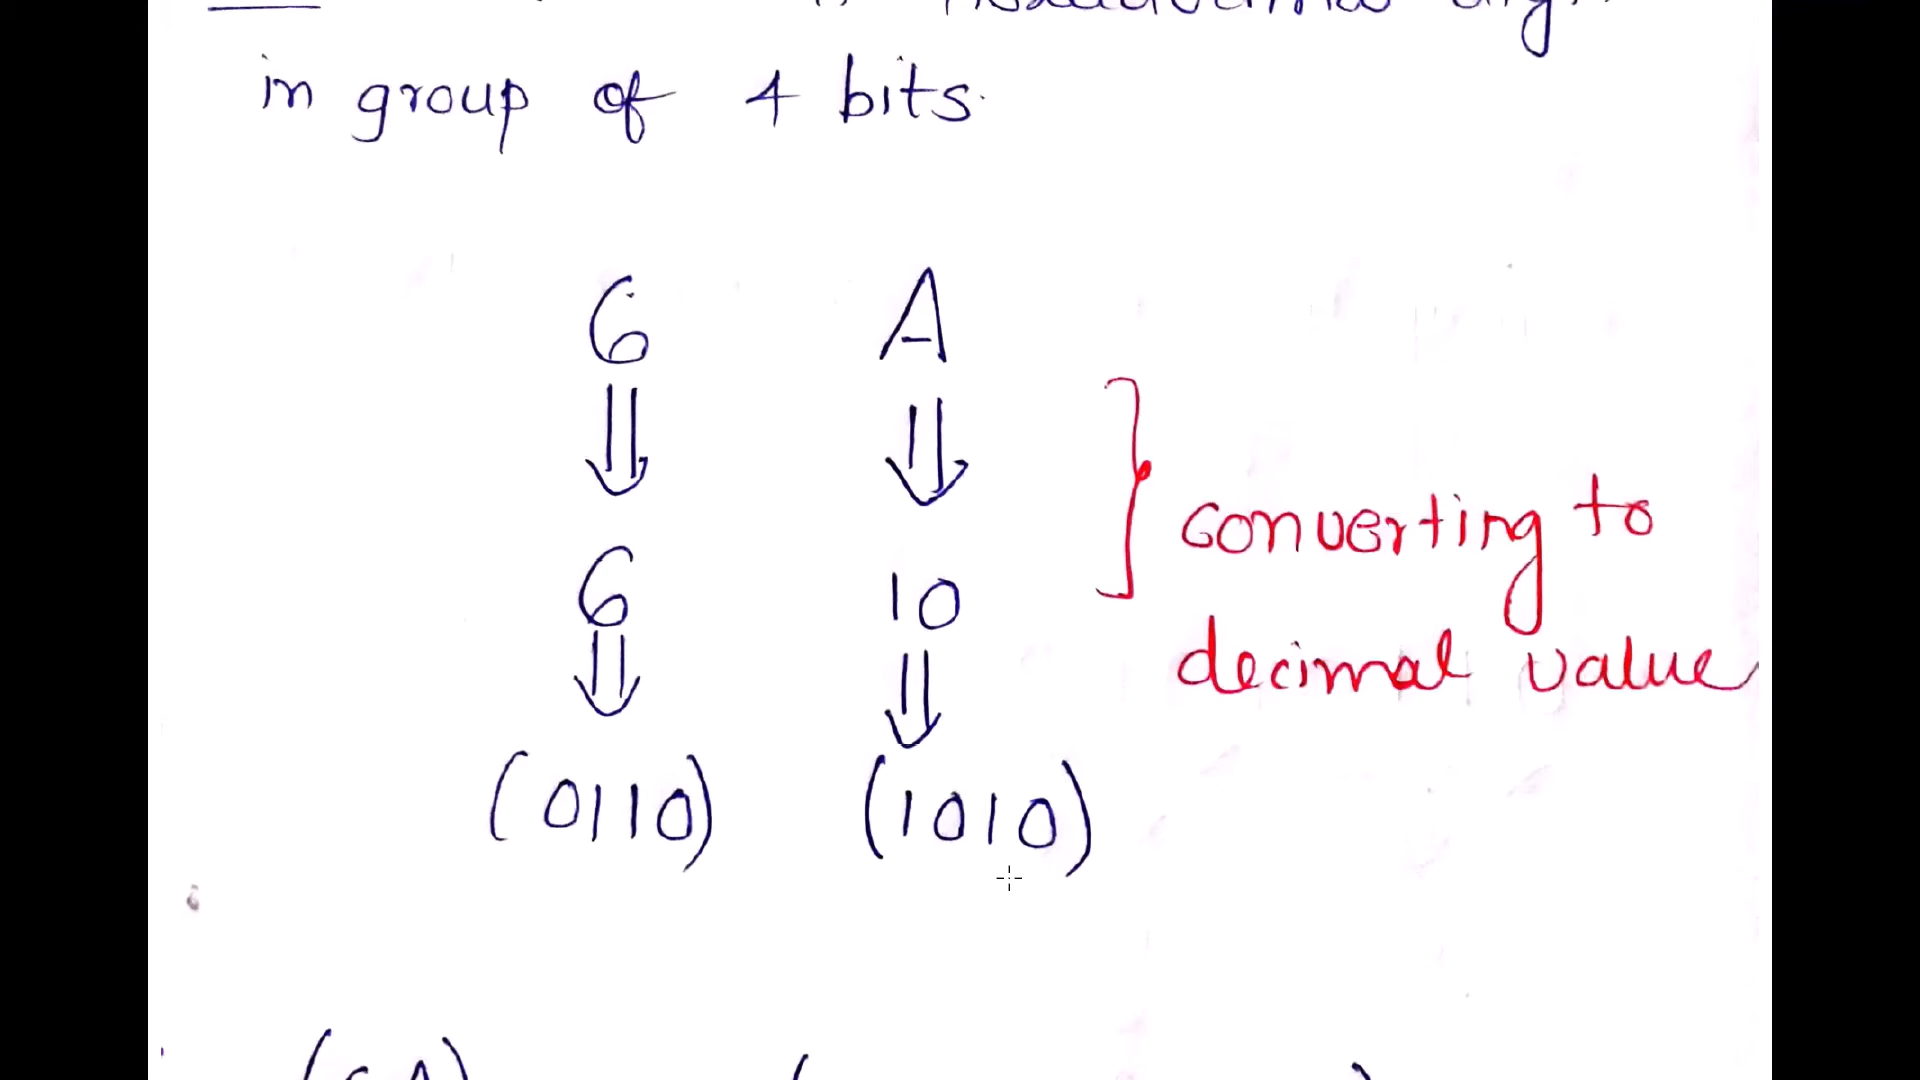 in group of 4 bits.
6 A
⇓ ⇓
6 10
⇓ ⇓
(0110) (1010)
} converting to
decimal value